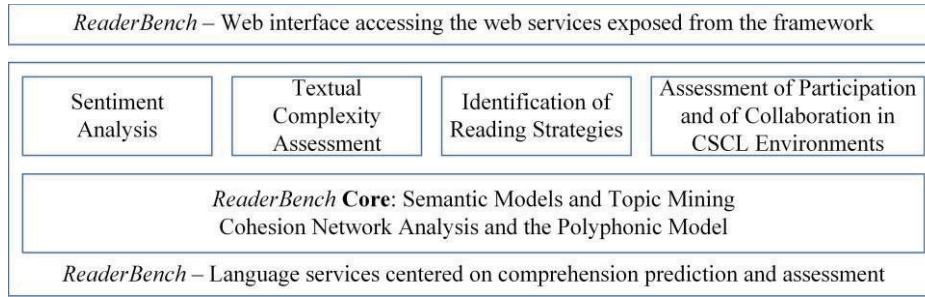 ReaderBench – Web interface accessing the web services exposed from the framework
Sentiment
Analysis
Textual
Complexity
Assessment
Identification of
Reading Strategies
Assessment of Participation
and of Collaboration in
CSCL Environments
ReaderBench Core: Semantic Models and Topic Mining
Cohesion Network Analysis and the Polyphonic Model
ReaderBench – Language services centered on comprehension prediction and assessment